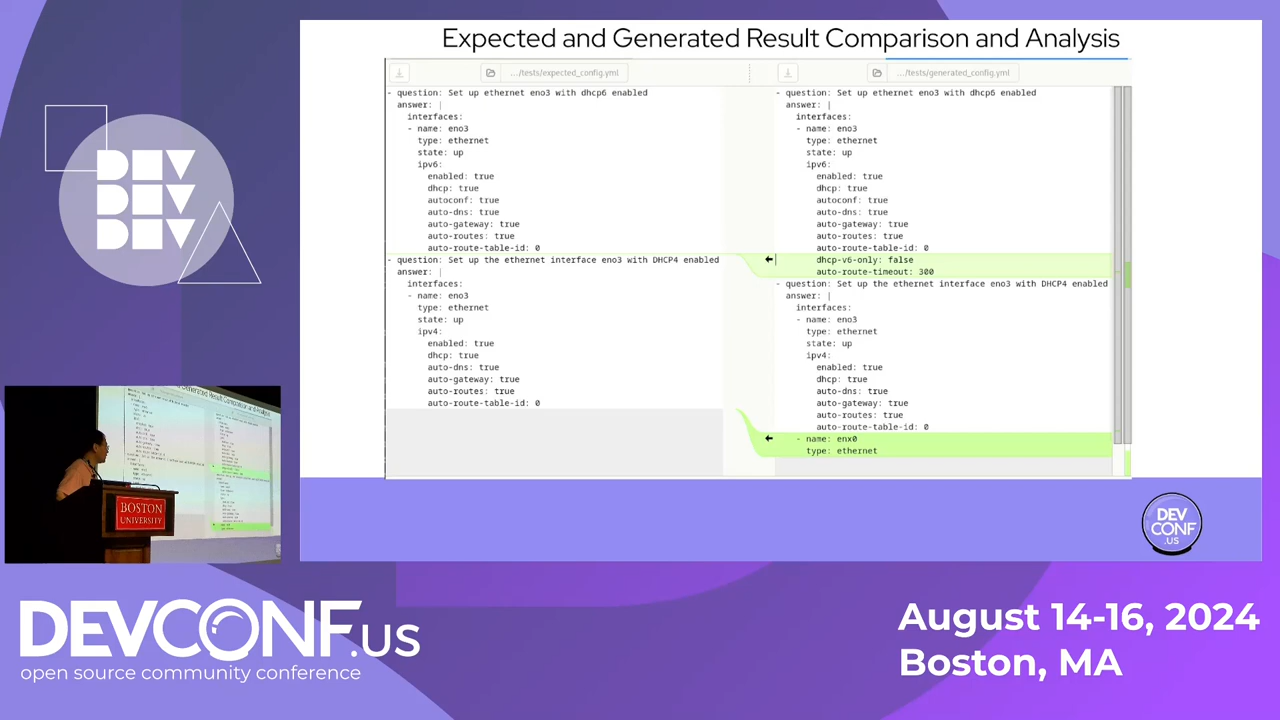 Expected and Generated Result Comparison and Analysis
.../tests/expected_config.yml
- question: Set up ethernet eno3 with dhcp6 enabled
answer: |
interfaces:
- name: eno3
type: ethernet
state: up
ipv6:
enabled: true
dhcp: true
autoconf: true
auto-dns: true
auto-gateway: true
auto-routes: true
auto-route-table-id: 0
- question: Set up the ethernet interface eno3 with DHCP4 enabled
answer: |
interfaces:
- name: eno3
type: ethernet
state: up
ipv4:
enabled: true
dhcp: true
auto-dns: true
auto-gateway: true
auto-routes: true
auto-route-table-id: 0
.../tests/generated_config.yml
- question: Set up ethernet eno3 with dhcp6 enabled
answer: |
interfaces:
- name: eno3
type: ethernet
state: up
ipv6:
enabled: true
dhcp: true
autoconf: true
auto-dns: true
auto-gateway: true
auto-routes: true
auto-route-table-id: 0
dhcp-v6-only: false
auto-route-timeout: 300
- question: Set up the ethernet interface eno3 with DHCP4 enabled
answer: |
interfaces:
- name: eno3
type: ethernet
state: up
ipv4:
enabled: true
dhcp: true
auto-dns: true
auto-gateway: true
auto-routes: true
auto-route-table-id: 0
- name: enx0
type: ethernet
DEV
DEV
DEV
BOSTON
UNIVERSITY
DEV
CONF
.US
DEVCONF.US
open source community conference
August 14-16, 2024
Boston, MA